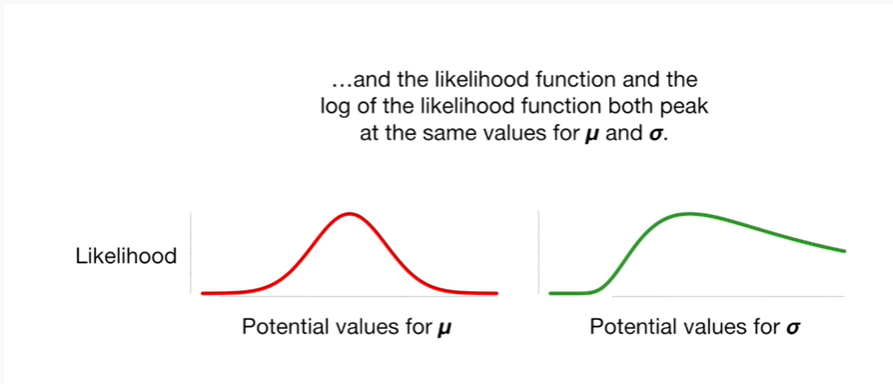 ...and the likelihood function and the
log of the likelihood function both peak
at the same values for μ and σ.
Likelihood
Potential values for μ
Potential values for σ